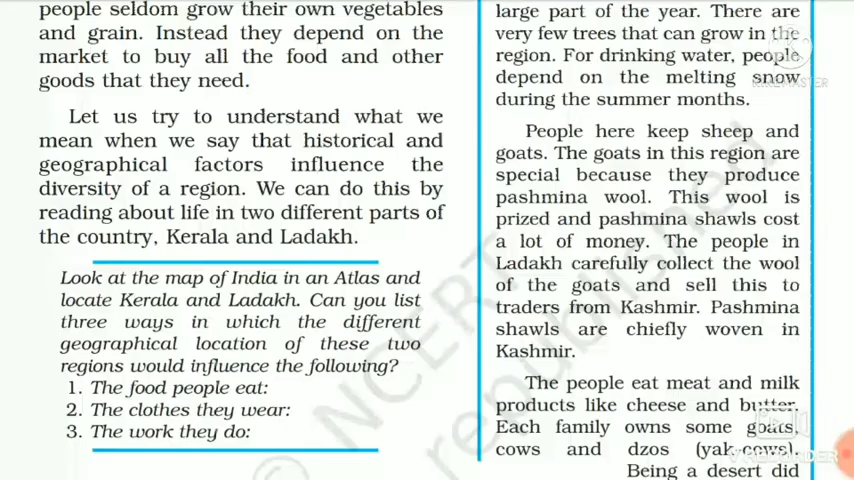 people seldom grow their own vegetables
and grain. Instead they depend on the
market to buy all the food and other
goods that they need.
Let us try to understand what we
mean when we say that historical and
geographical factors influence the
diversity of a region. We can do this by
reading about life in two different parts of
the country, Kerala and Ladakh.
Look at the map of India in an Atlas and
locate Kerala and Ladakh. Can you list
three ways in which the different
geographical location of these two
regions would influence the following?
1. The food people eat:
2. The clothes they wear:
3. The work they do:
large part of the year. There are
very few trees that can grow in the
region. For drinking water, people
depend on the melting snow
during the summer months.
People here keep sheep and
goats. The goats in this region are
special because they produce
pashmina wool. This wool is
prized and pashmina shawls cost
a lot of money. The people in
Ladakh carefully collect the wool
of the goats and sell this to
traders from Kashmir. Pashmina
shawls are chiefly woven in
Kashmir.
The people eat meat and milk
products like cheese and butter.
Each family owns some goats,
cows and dzos (yak-cows).
Being a desert did
© NCERT
republished
KINEMASTER
V RECORDER